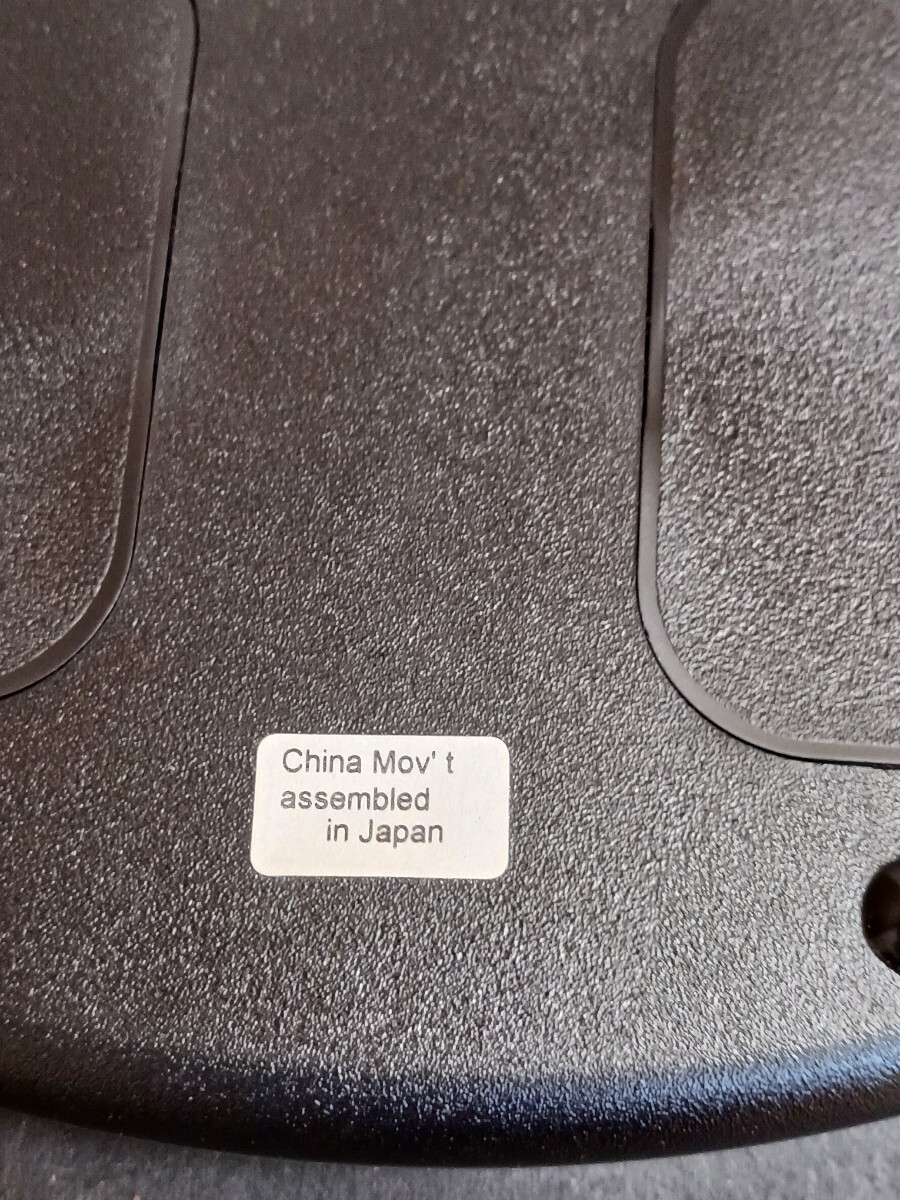 China Mov' t
assembled
in Japan